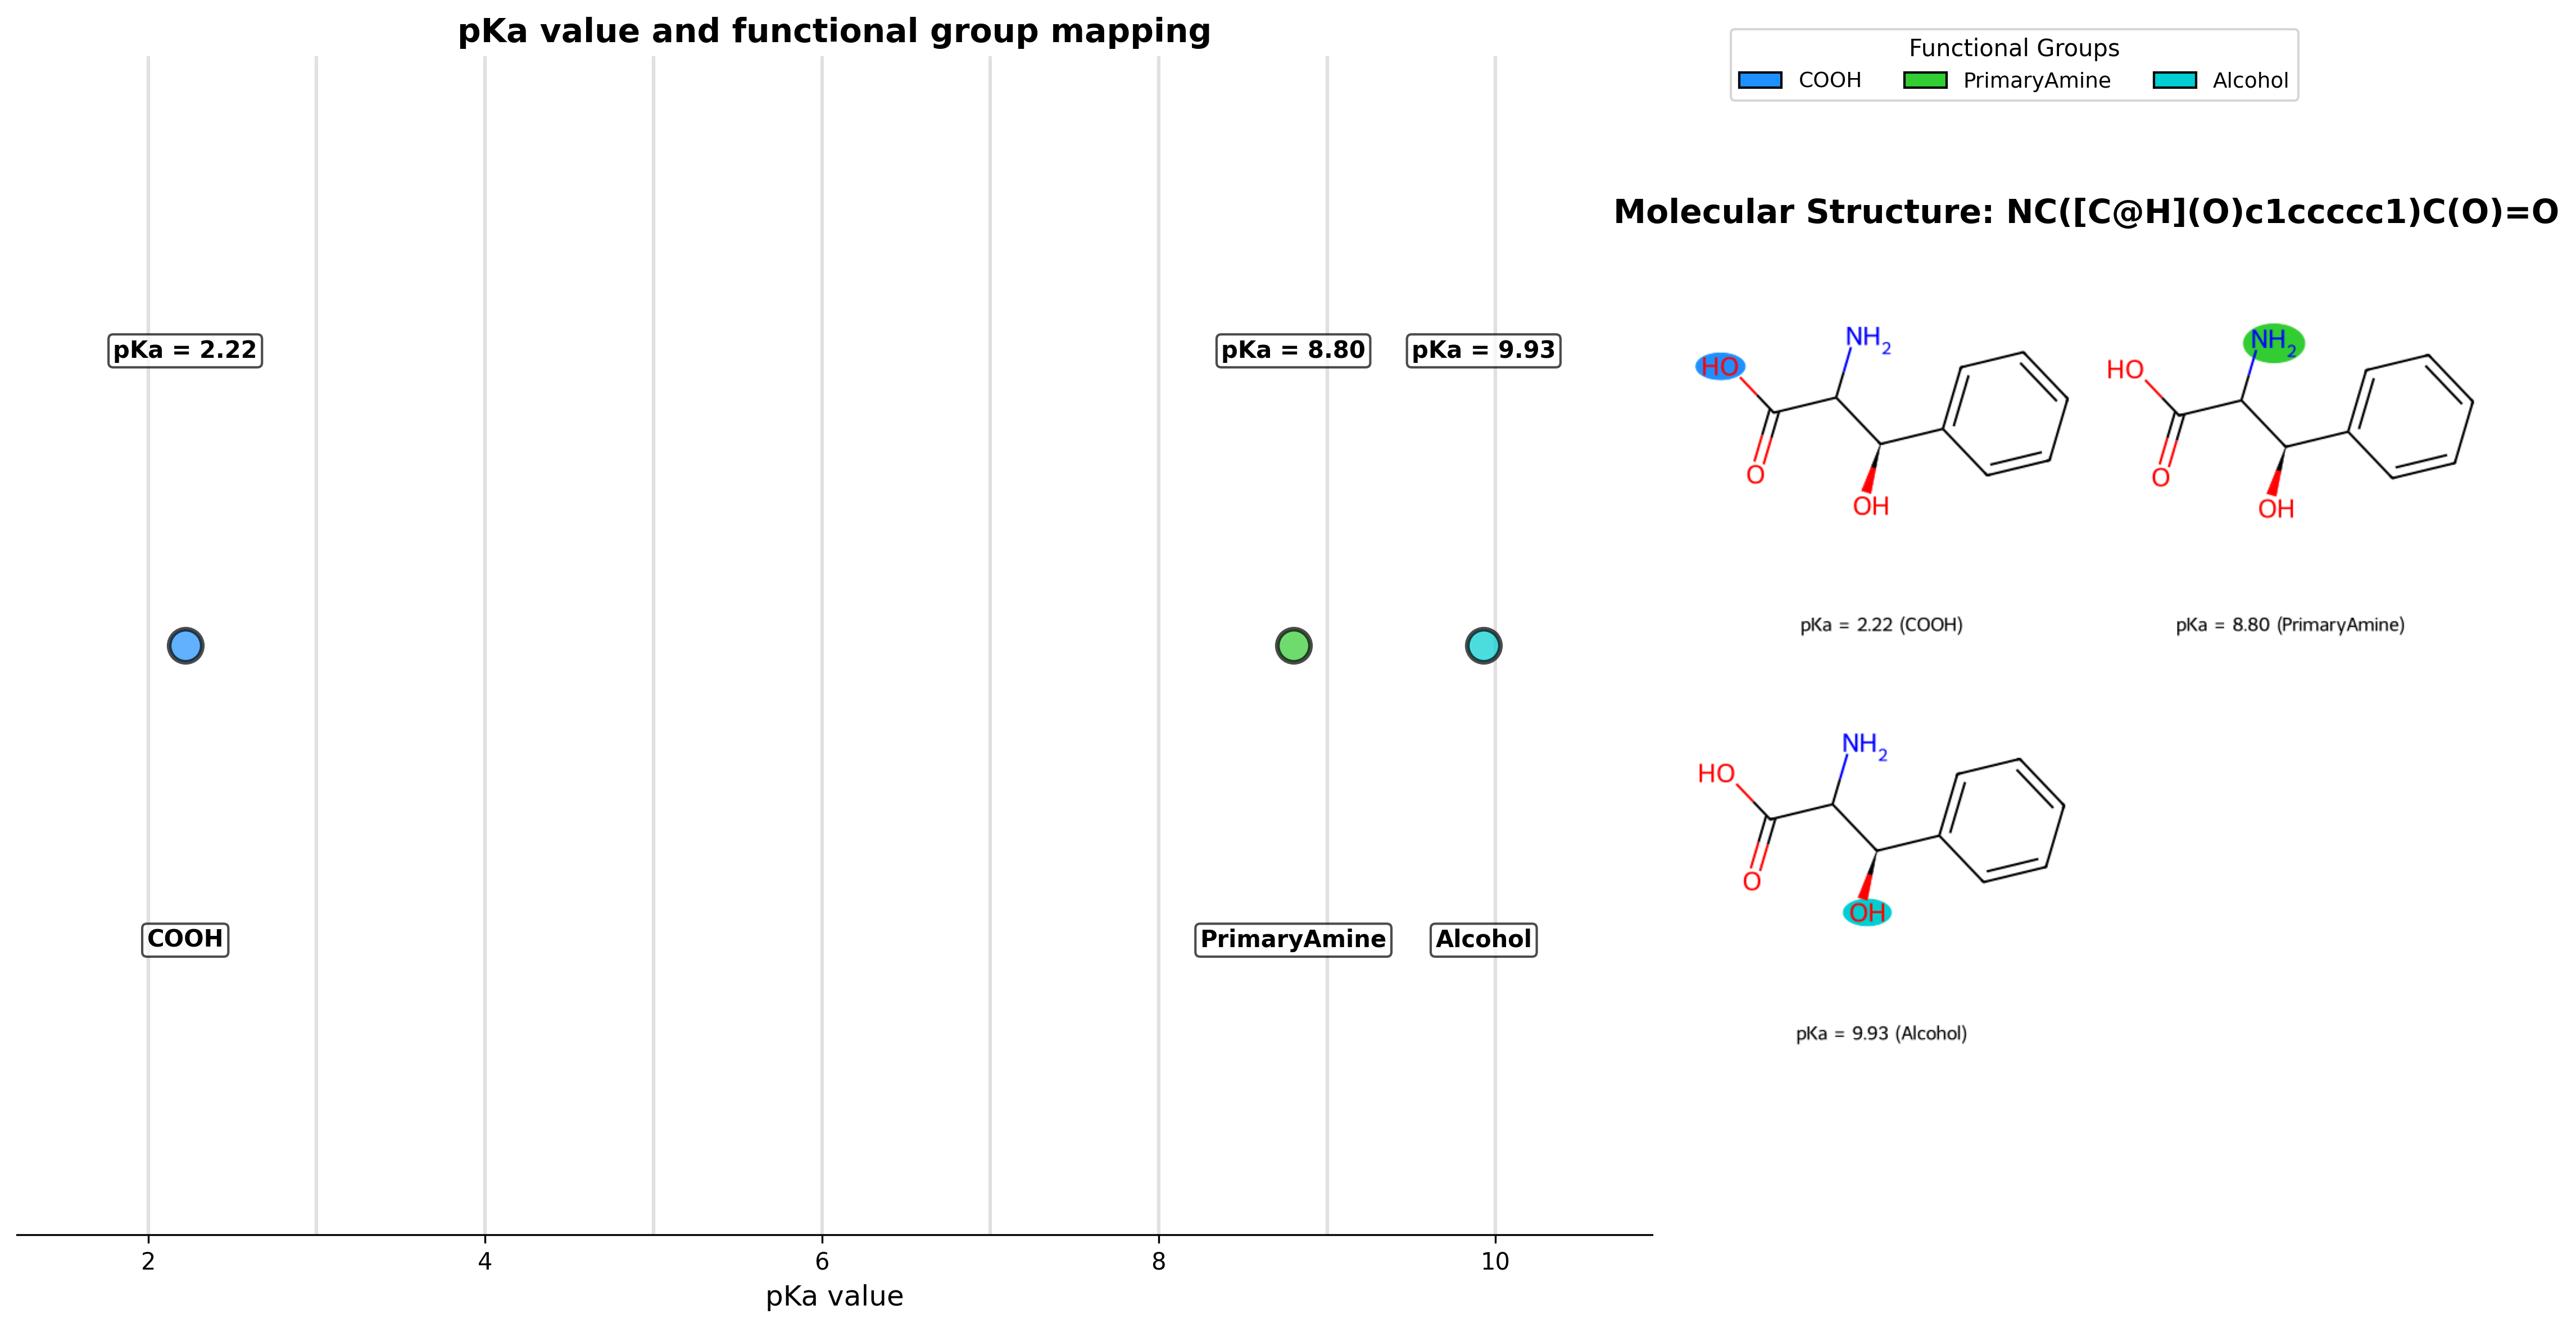 pKa value and functional group mapping
pKa = 2.22
pKa = 8.80
pKa = 9.93
COOH
PrimaryAmine
Alcohol
2
4
6
8
10
pKa value
Functional Groups
COOH
PrimaryAmine
Alcohol
Molecular Structure: NC([C@H](O)c1ccccc1)C(O)=O
NH2
HO
O
OH
pKa = 2.22 (COOH)
NH2
HO
O
OH
pKa = 8.80 (PrimaryAmine)
NH2
HO
O
OH
pKa = 9.93 (Alcohol)